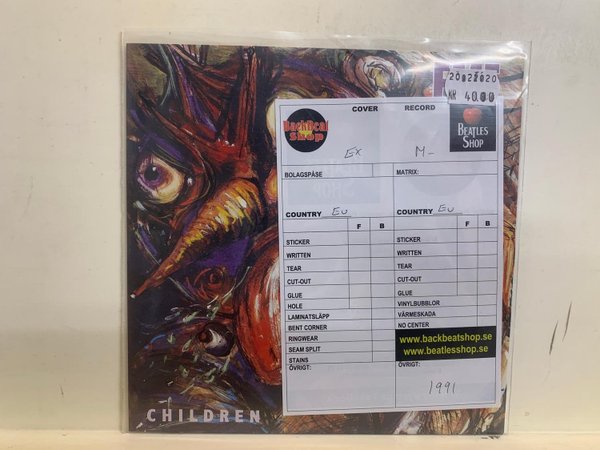 20022020
KR 40.00
COVER RECORD
BackBeat Shop
BEATLES
SHOP
EX M-
BOLAGSPÅSE MATRIX:
COUNTRY EU COUNTRY EU
F B F B
STICKER STICKER
WRITTEN WRITTEN
TEAR TEAR
CUT-OUT CUT-OUT
GLUE GLUE
HOLE VINYLBUBBLOR
LAMNATSLÄPP VÄRMESKADA
BENT CORNER NO CENTER
RINGWEAR www.backbeatshop.se
SEAM SPLIT www.beatlesshop.se
STAINS
ÖVRIGT: ÖVRIGT:
1991
CHILDREN